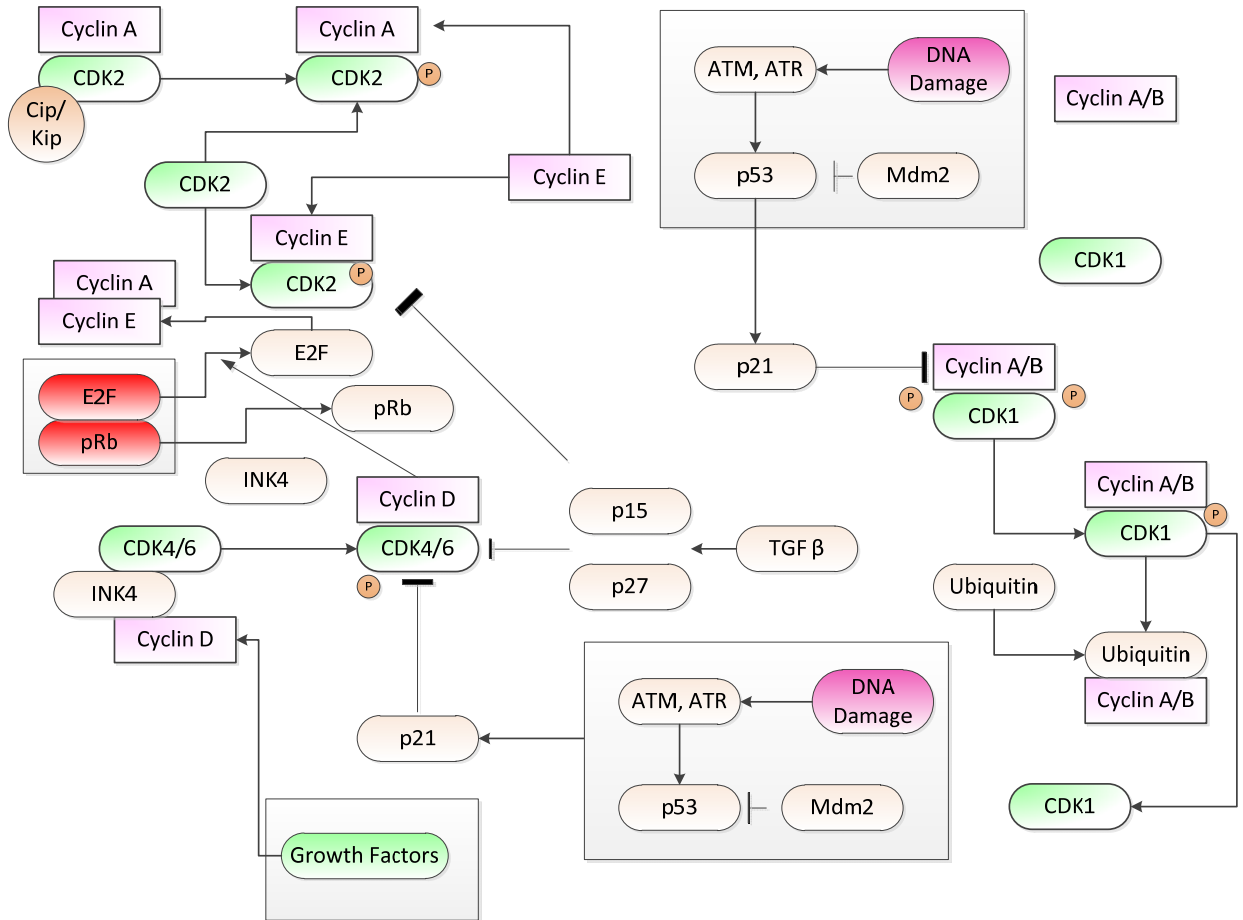 Cyclin A
CDK2
Cip/
Kip
Cyclin A
CDK2
P
CDK2
Cyclin E
Cyclin E
CDK2
P
Cyclin A
Cyclin E
E2F
E2F
pRb
pRb
INK4
Cyclin D
CDK4/6
P
CDK4/6
INK4
Cyclin D
p15
p27
TGF β
p21
ATM, ATR
DNA
Damage
p53
Mdm2
Growth Factors
ATM, ATR
DNA
Damage
p53
Mdm2
p21
Cyclin A/B
CDK1
Cyclin A/B
P
CDK1
P
Cyclin A/B
CDK1
P
Ubiquitin
Ubiquitin
Cyclin A/B
CDK1